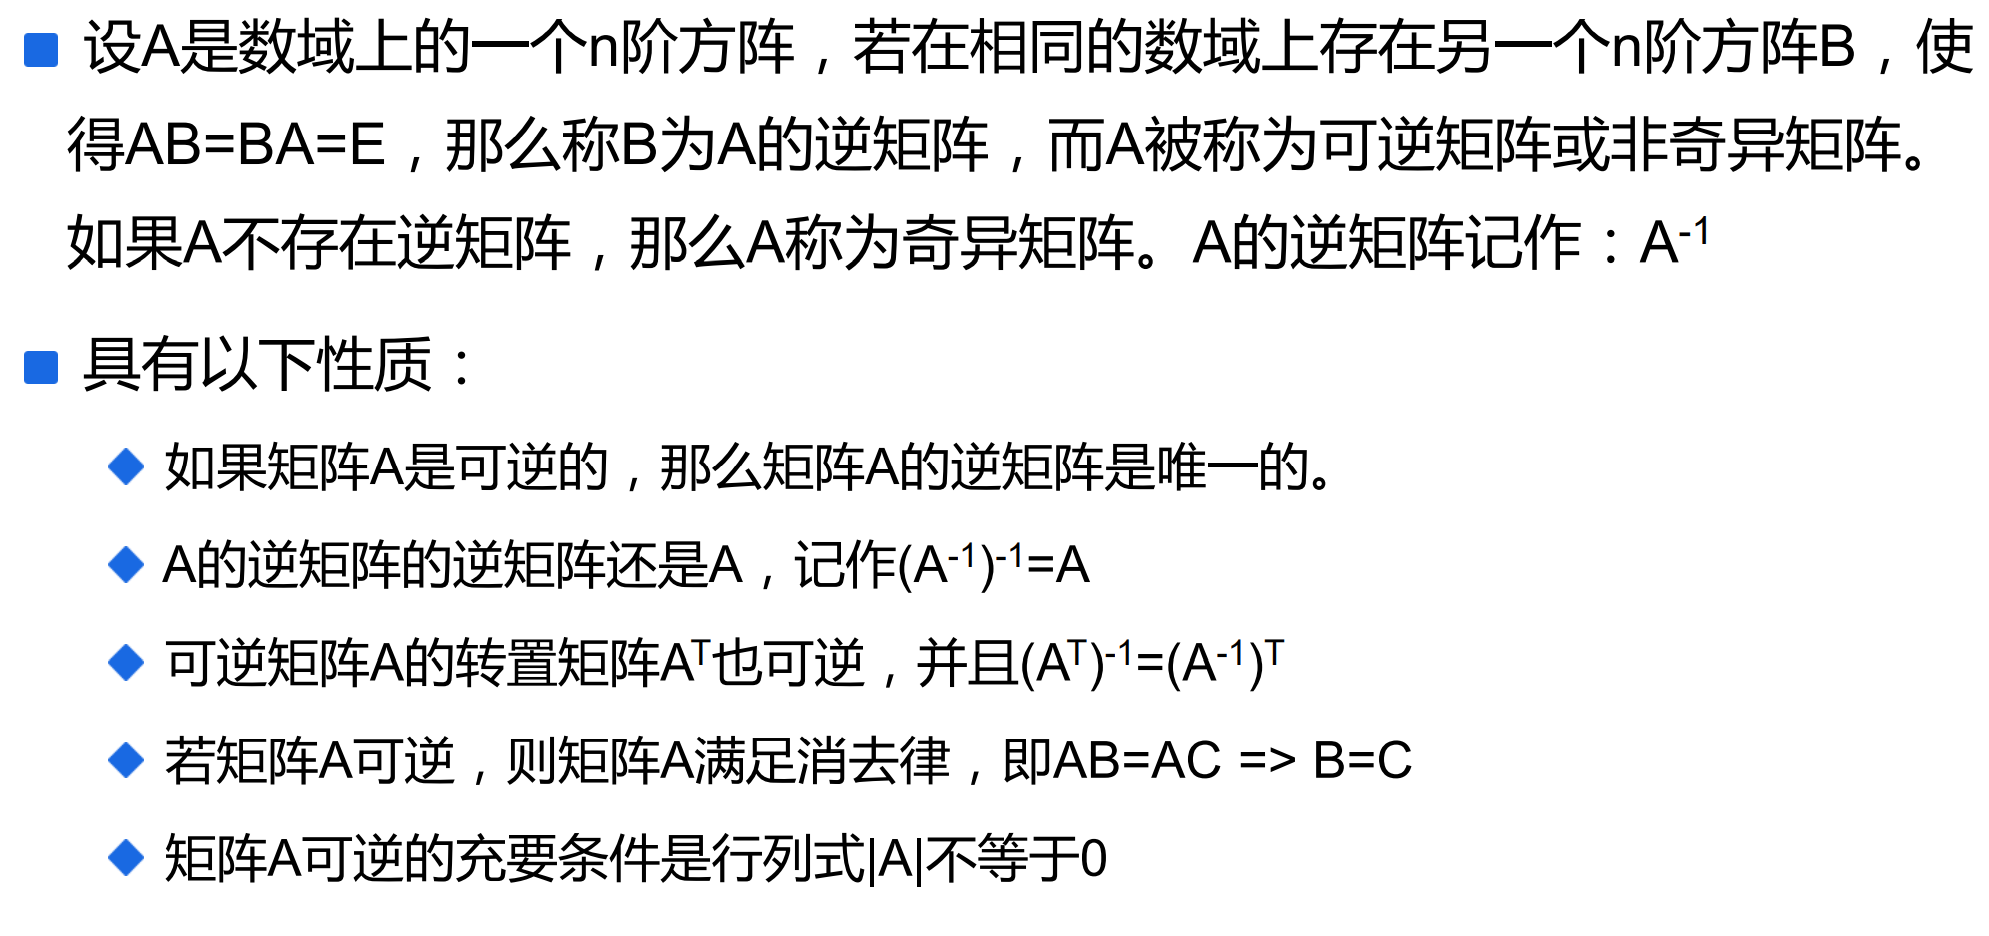 设A是数域上的一个n阶方阵，若在相同的数域上存在另一个n阶方阵B，使
得AB=BA=E，那么称B为A的逆矩阵，而A被称为可逆矩阵或非奇异矩阵。
如果A不存在逆矩阵，那么A称为奇异矩阵。A的逆矩阵记作：A⁻¹
具有以下性质：
如果矩阵A是可逆的，那么矩阵A的逆矩阵是唯一的。
A的逆矩阵的逆矩阵还是A，记作(A⁻¹)⁻¹=A
可逆矩阵A的转置矩阵Aᵀ也可逆，并且(Aᵀ)⁻¹=(A⁻¹)ᵀ
若矩阵A可逆，则矩阵A满足消去律，即AB=AC => B=C
矩阵A可逆的充要条件是行列式|A|不等于0